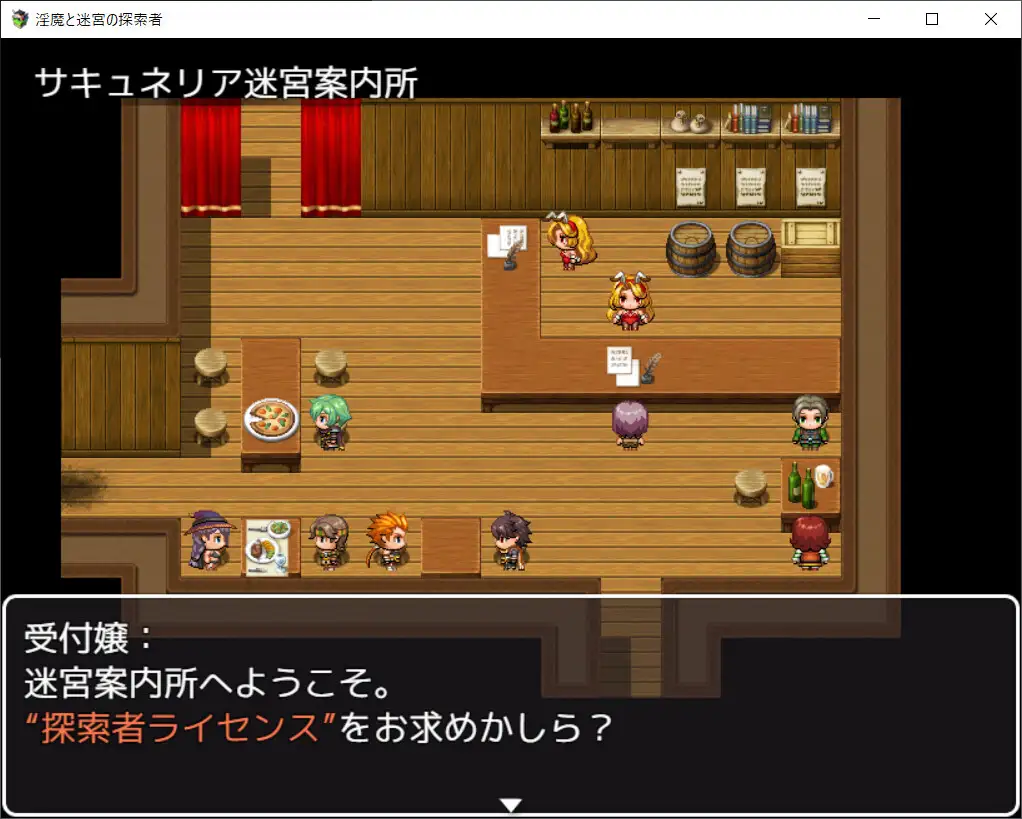 淫魔と迷宮の探索者
サキュネリア迷宮案内所
受付嬢：
迷宮案内所へようこそ。
“探索者ライセンス”をお求めかしら？